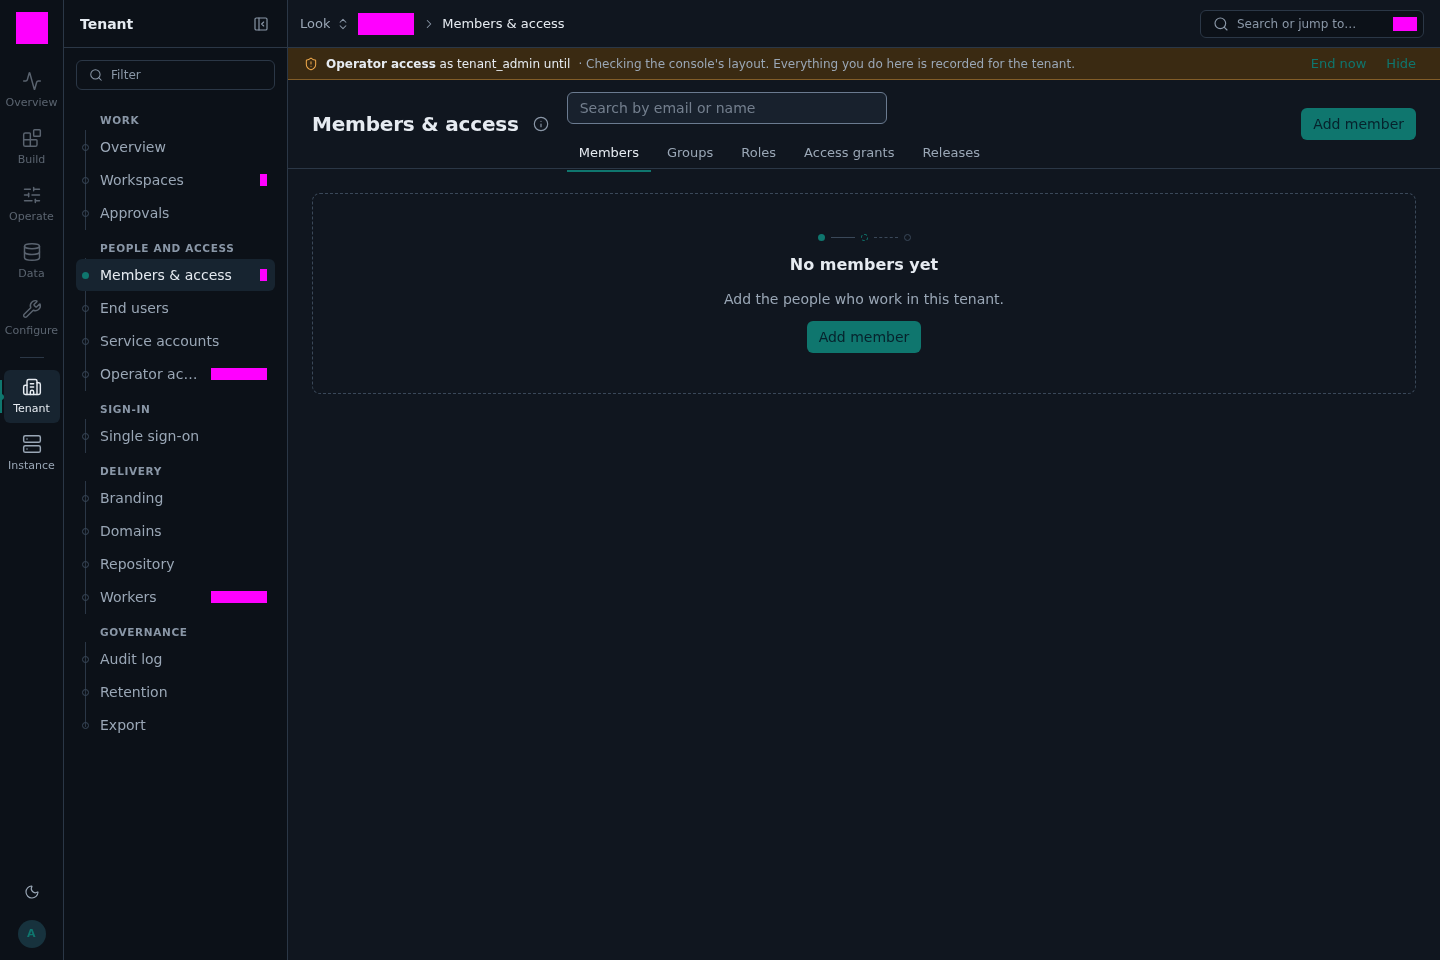 Tenant
Look
Members & access
Search or jump to...
Operator access as tenant_admin until · Checking the console's layout. Everything you do here is recorded for the tenant.
End now
Hide
Overview
Build
Operate
Data
Configure
Tenant
Instance
A
Filter
WORK
Overview
Workspaces
Approvals
PEOPLE AND ACCESS
Members & access
End users
Service accounts
Operator ac...
SIGN-IN
Single sign-on
DELIVERY
Branding
Domains
Repository
Workers
GOVERNANCE
Audit log
Retention
Export
Members & access
Search by email or name
Add member
Members
Groups
Roles
Access grants
Releases
No members yet
Add the people who work in this tenant.
Add member